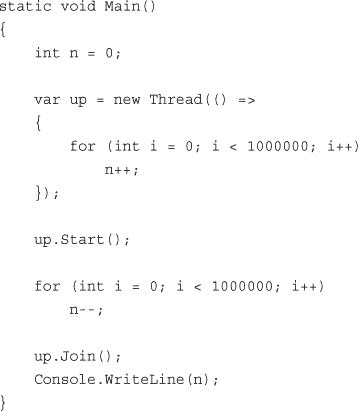 static void Main()
{
    int n = 0;

    var up = new Thread(() =>
    {
        for (int i = 0; i < 1000000; i++)
            n++;
    });

    up.Start();

    for (int i = 0; i < 1000000; i++)
        n--;

    up.Join();
    Console.WriteLine(n);
}